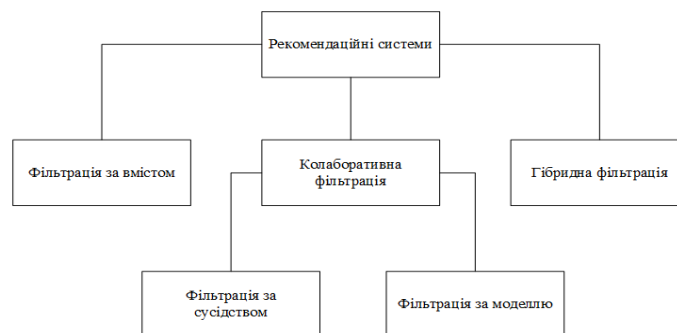 Рекомендаційні системи
Фільтрація за вмістом
Колаборативна
фільтрація
Гібридна фільтрація
Фільтрація за
сусідством
Фільтрація за моделлю